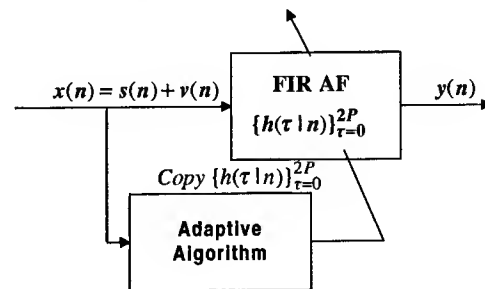 x(n) = s(n) + v(n)
FIR AF
{h(τ | n)}_{τ=0}^{2P}
y(n)
Copy {h(τ | n)}_{τ=0}^{2P}
Adaptive
Algorithm